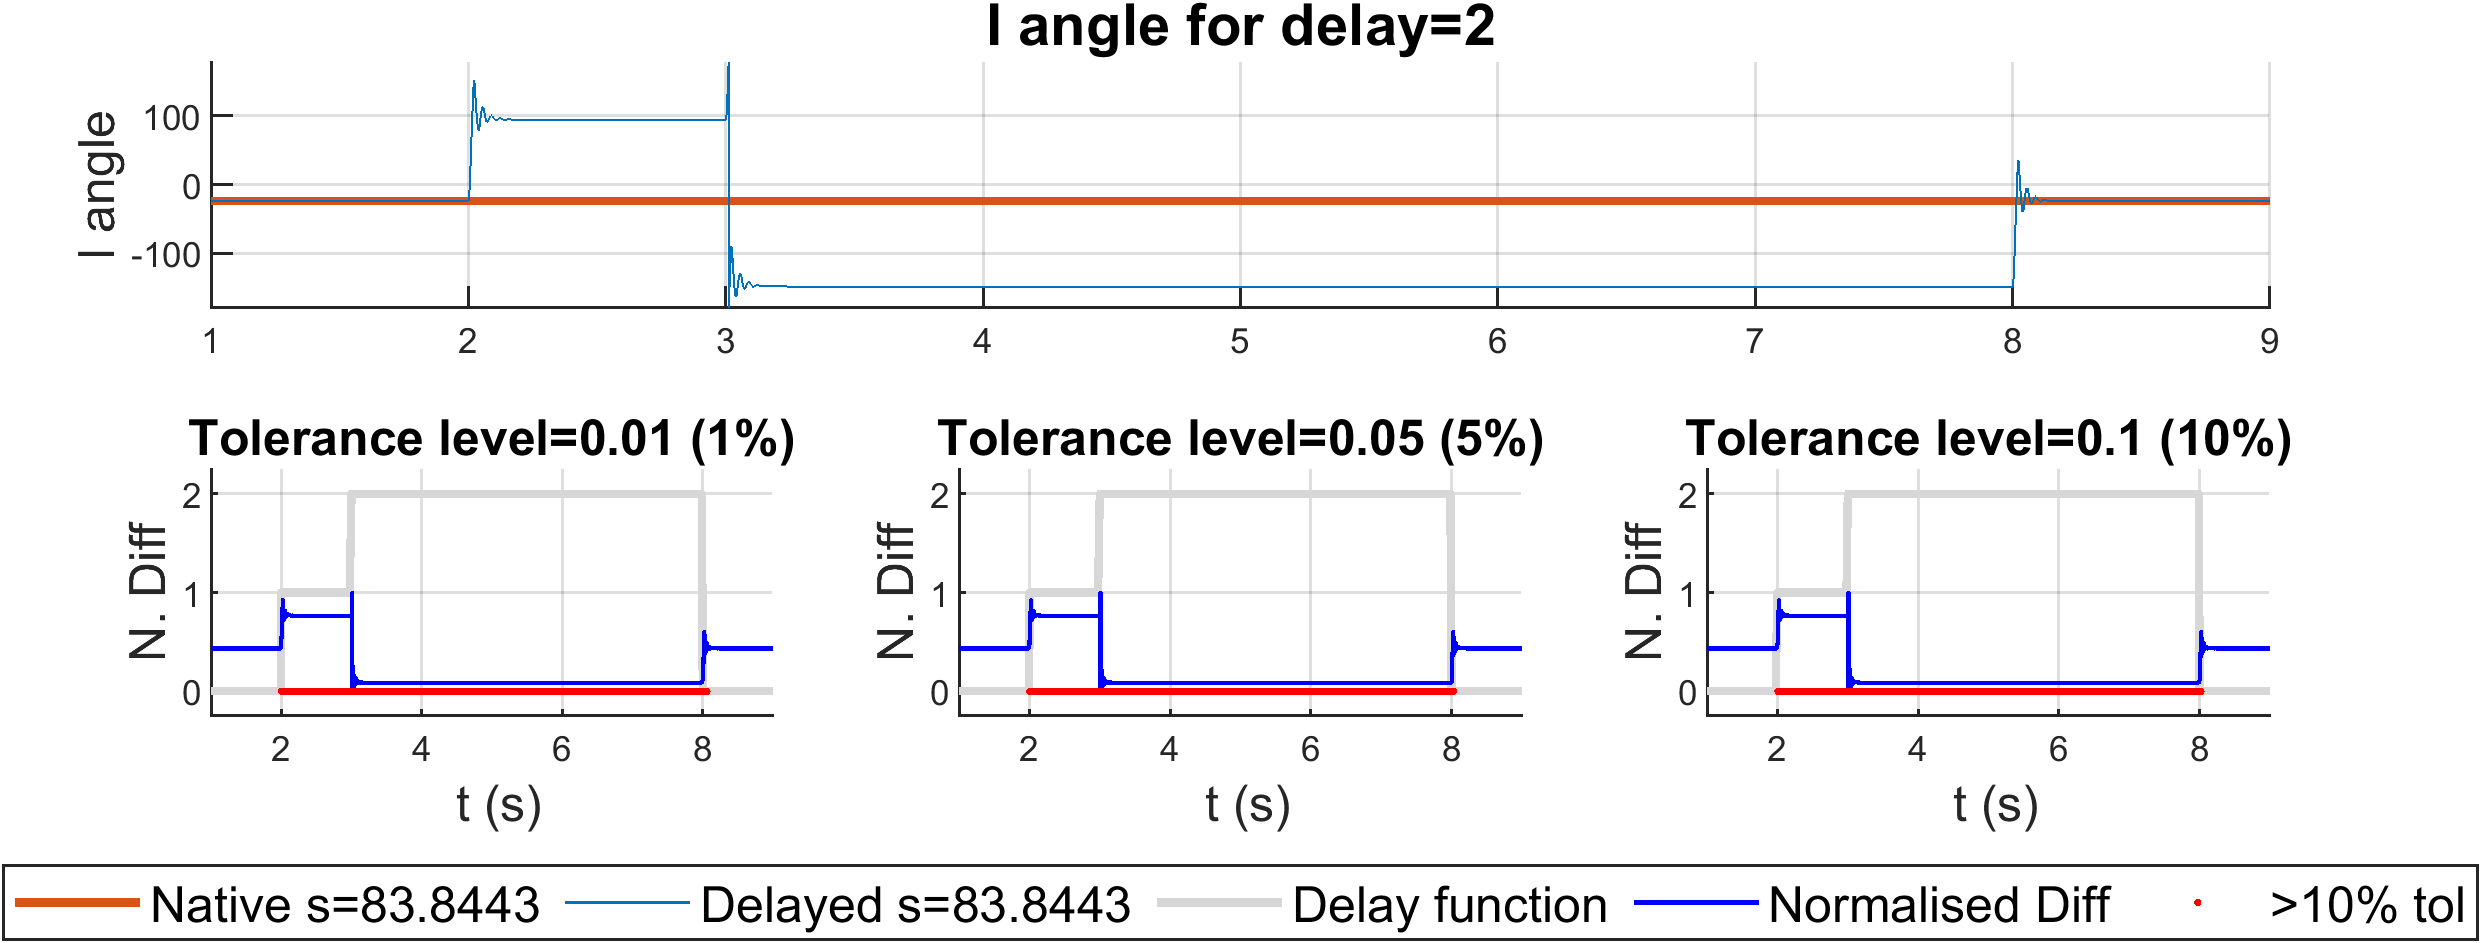 I angle for delay=2
I angle
100
0
-100
1 2 3 4 5 6 7 8 9
Tolerance level=0.01 (1%)
N. Diff
2
1
0
2 4 6 8
t (s)
Tolerance level=0.05 (5%)
N. Diff
2
1
0
2 4 6 8
t (s)
Tolerance level=0.1 (10%)
N. Diff
2
1
0
2 4 6 8
t (s)
Native s=83.8443 Delayed s=83.8443 Delay function Normalised Diff >10% tol